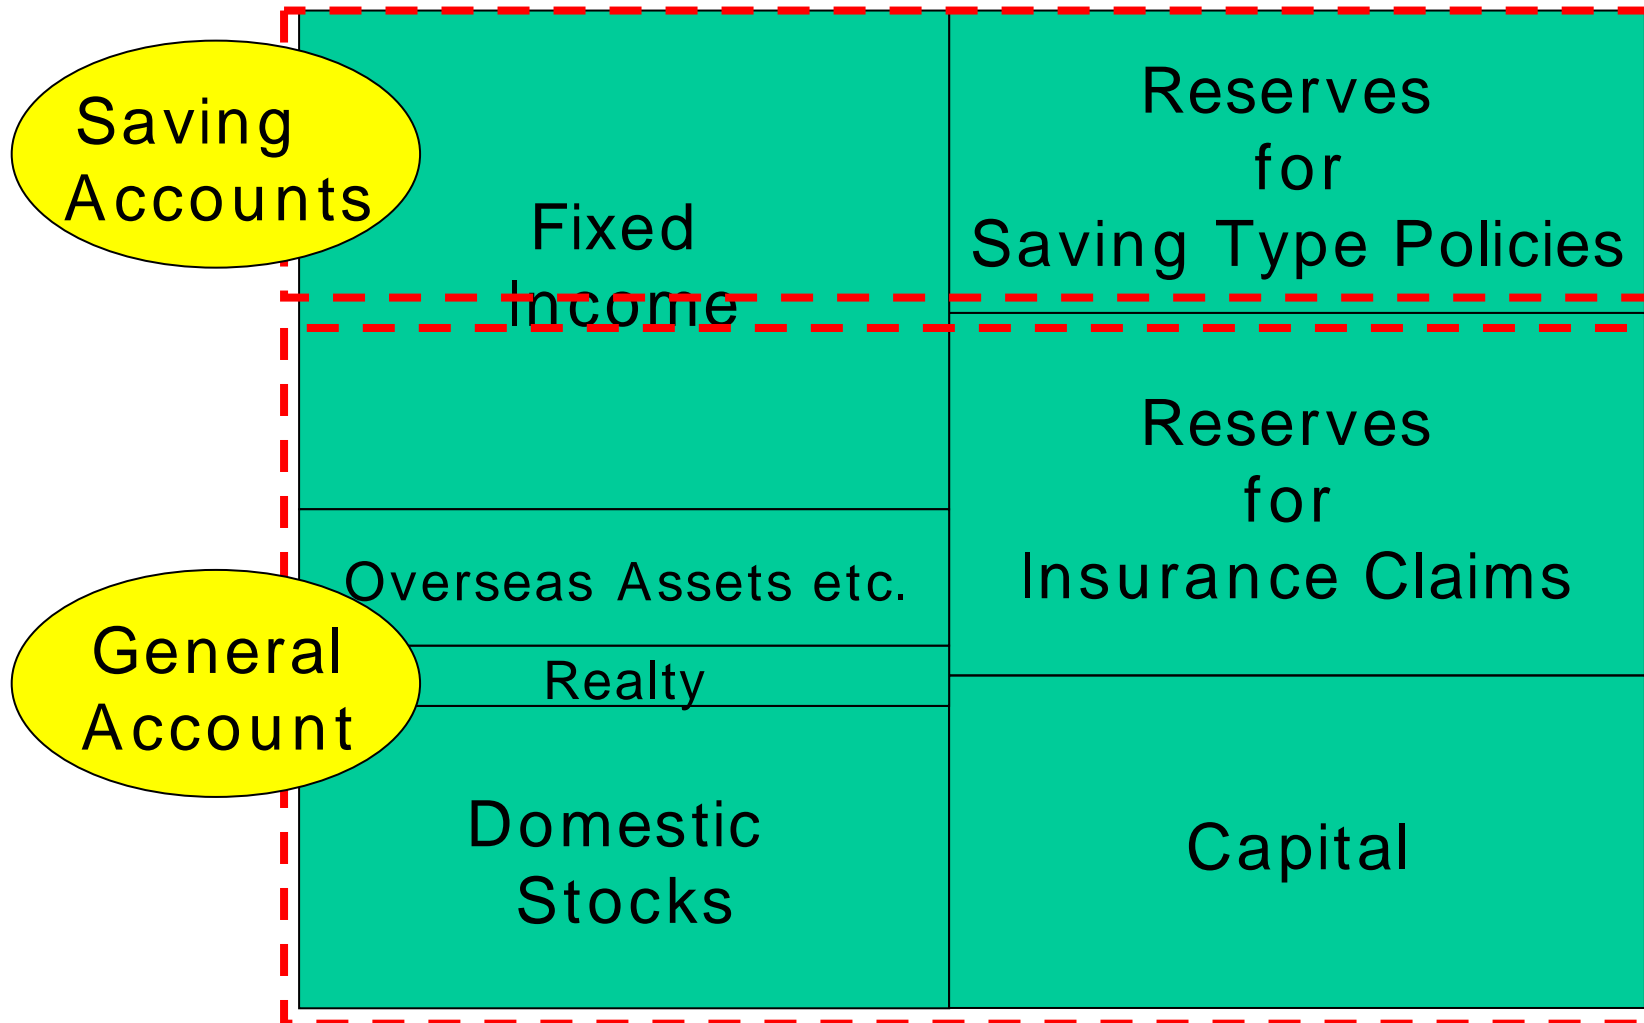 Saving
Accounts
Fixed
Income
Reserves
for
Saving Type Policies
Reserves
for
Insurance Claims
Overseas Assets etc.
General
Account
Realty
Domestic
Stocks
Capital